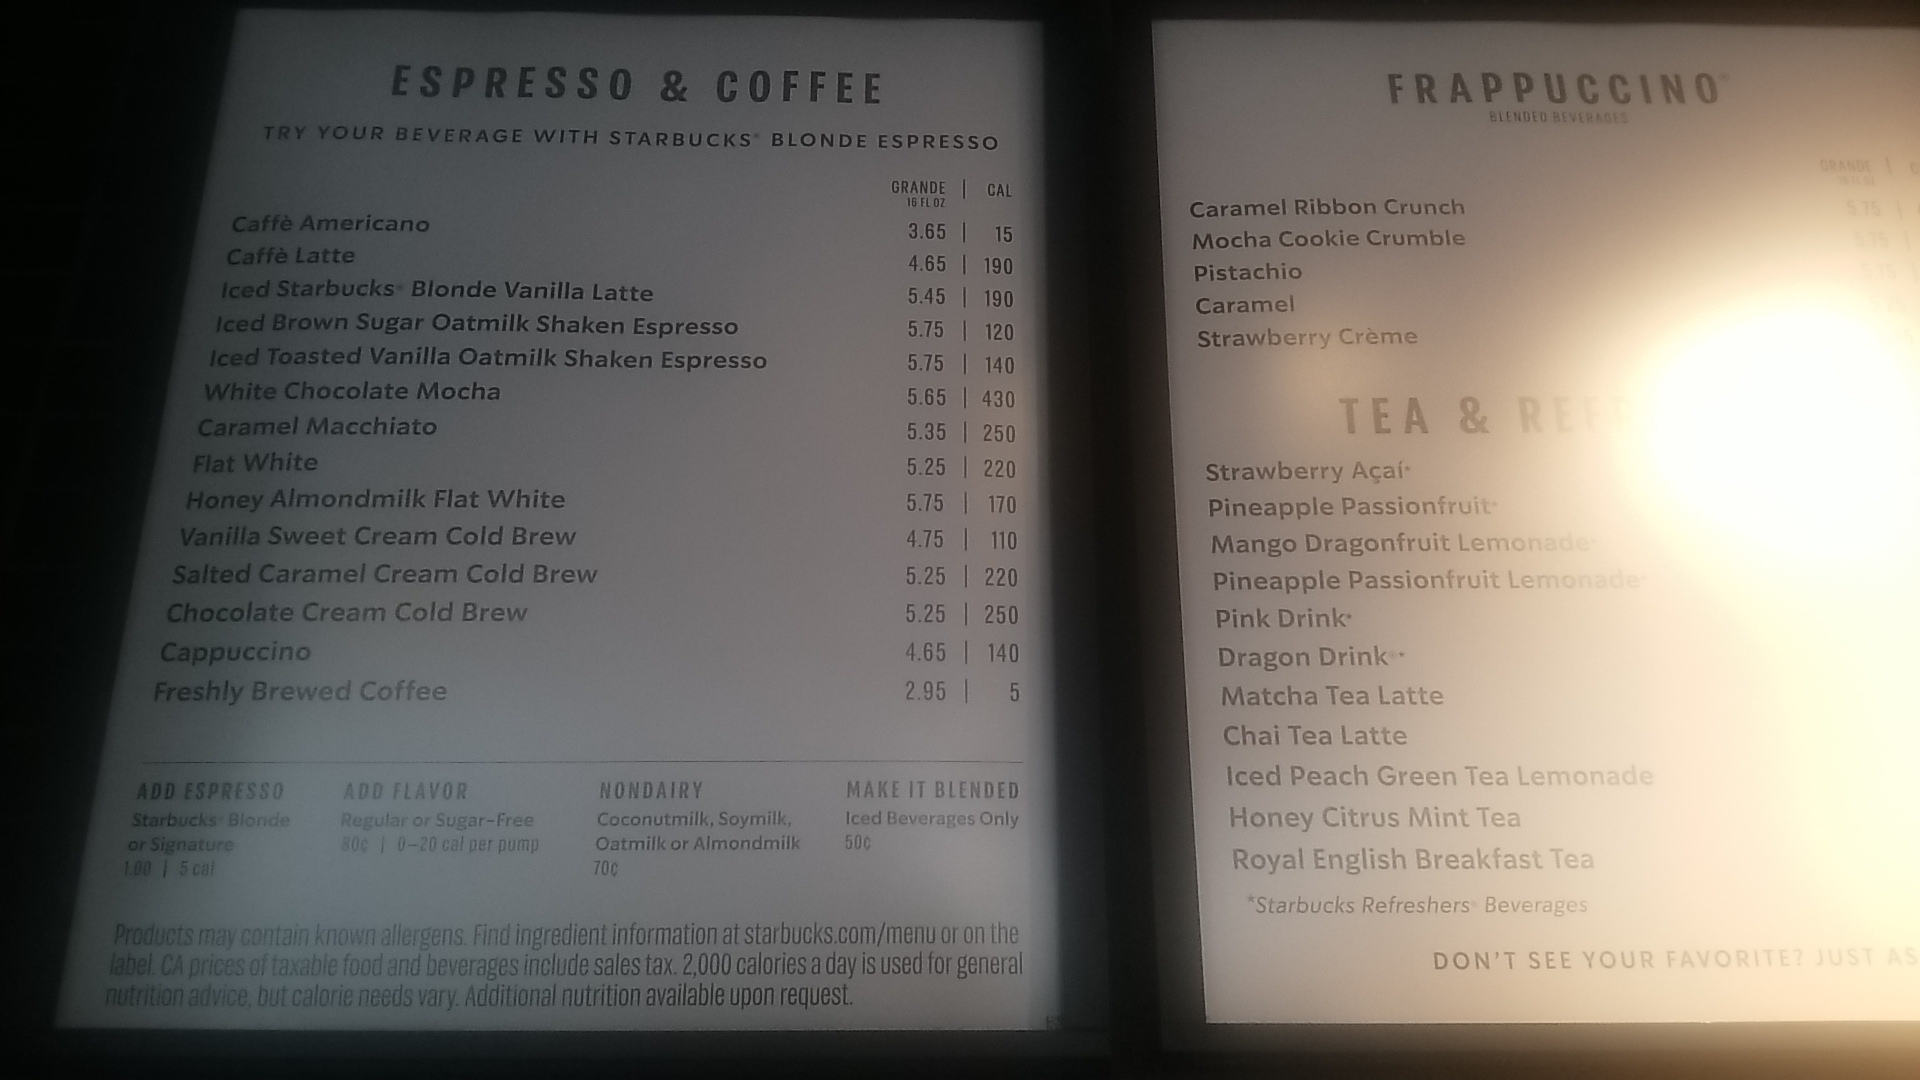 ESPRESSO & COFFEE
TRY YOUR BEVERAGE WITH STARBUCKS® BLONDE ESPRESSO
GRANDE | CAL
16 FL OZ
Caffè Americano 3.65 | 15
Caffè Latte 4.65 | 190
Iced Starbucks® Blonde Vanilla Latte 5.45 | 190
Iced Brown Sugar Oatmilk Shaken Espresso 5.75 | 120
Iced Toasted Vanilla Oatmilk Shaken Espresso 5.75 | 140
White Chocolate Mocha 5.65 | 430
Caramel Macchiato 5.35 | 250
Flat White 5.25 | 220
Honey Almondmilk Flat White 5.75 | 170
Vanilla Sweet Cream Cold Brew 4.75 | 110
Salted Caramel Cream Cold Brew 5.25 | 220
Chocolate Cream Cold Brew 5.25 | 250
Cappuccino 4.65 | 140
Freshly Brewed Coffee 2.95 | 5
ADD ESPRESSO
Starbucks® Blonde
or Signature
1.00 | 5 cal
ADD FLAVOR
Regular or Sugar-Free
80¢ | 0–20 cal per pump
NONDAIRY
Coconutmilk, Soymilk,
Oatmilk or Almondmilk
70¢
MAKE IT BLENDED
Iced Beverages Only
50¢
Products may contain known allergens. Find ingredient information at starbucks.com/menu or on the
label. CA prices of taxable food and beverages include sales tax. 2,000 calories a day is used for general
nutrition advice, but calorie needs vary. Additional nutrition available upon request.
FRAPPUCCINO®
BLENDED BEVERAGES
GRANDE |
Caramel Ribbon Crunch 5.75 |
Mocha Cookie Crumble 5.75 |
Pistachio
Caramel
Strawberry Crème
TEA &
Strawberry Açaí*
Pineapple Passionfruit*
Mango Dragonfruit Lemonade*
Pineapple Passionfruit Lemonade*
Pink Drink*
Dragon Drink®*
Matcha Tea Latte
Chai Tea Latte
Iced Peach Green Tea Lemonade
Honey Citrus Mint Tea
Royal English Breakfast Tea
*Starbucks Refreshers® Beverages
DON'T SEE YOUR FAVORITE? JUST AS